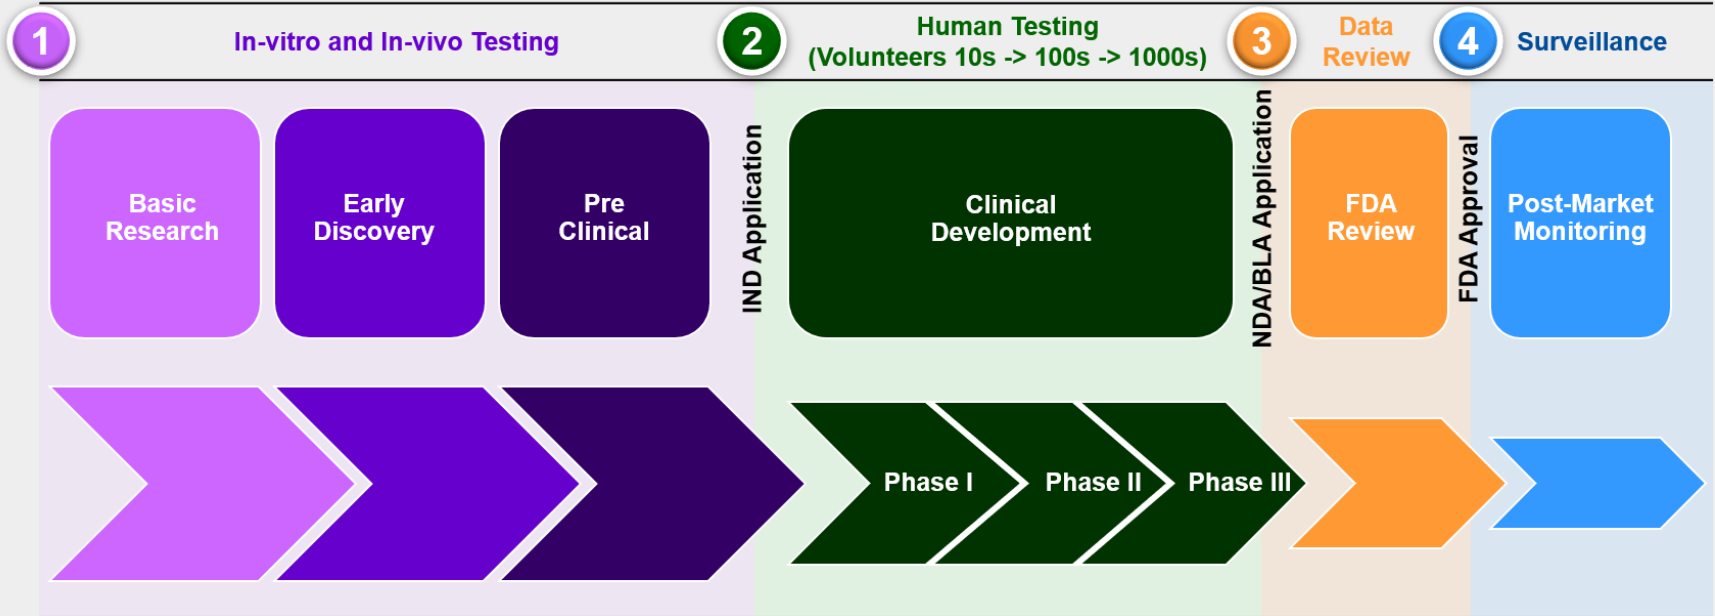 1
In-vitro and In-vivo Testing
2
Human Testing
(Volunteers 10s -> 100s -> 1000s)
3
Data
Review
4
Surveillance
Basic
Research
Early
Discovery
Pre
Clinical
IND Application
Clinical
Development
NDA/BLA Application
FDA
Review
FDA Approval
Post-Market
Monitoring
Phase I
Phase II
Phase III